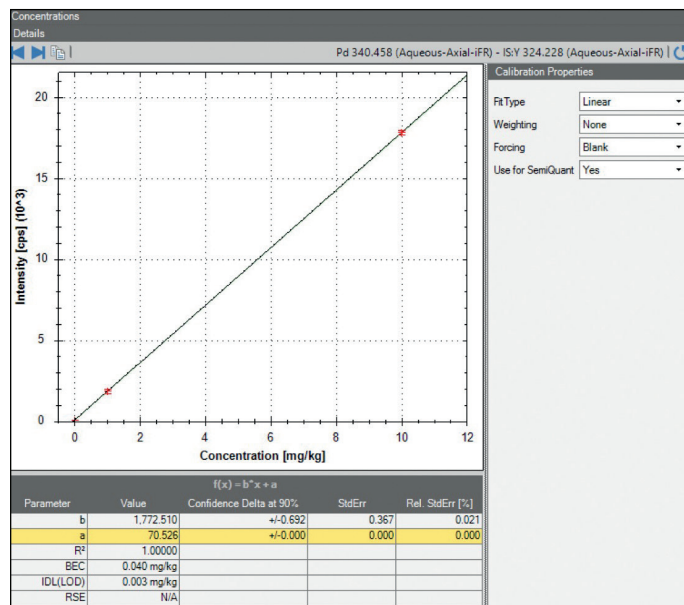 Concentrations
Details
Pd 340.458 (Aqueous-Axial-iFR) - IS:Y 324.228 (Aqueous-Axial-iFR)
Calibration Properties
Fit Type Linear
Weighting None
Forcing Blank
Use for SemiQuant Yes
Intensity [cps] (10^3)
20
15
10
5
0
0 2 4 6 8 10 12
Concentration [mg/kg]
f(x) = b*x + a
Parameter Value Confidence Delta at 90% StdErr Rel. StdErr [%]
b 1,772.510 +/-0.692 0.367 0.021
a 70.526 +/-0.000 0.000 0.000
R² 1.00000
BEC 0.040 mg/kg
IDL(LOD) 0.003 mg/kg
RSE N/A